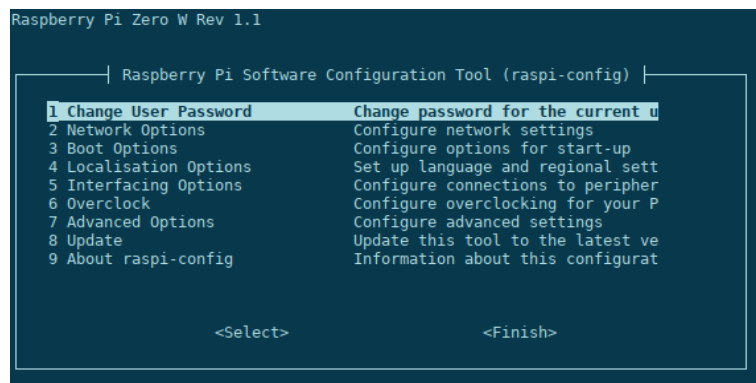 Raspberry Pi Zero W Rev 1.1
Raspberry Pi Software Configuration Tool (raspi-config)
1 Change User Password Change password for the current u
2 Network Options Configure network settings
3 Boot Options Configure options for start-up
4 Localisation Options Set up language and regional sett
5 Interfacing Options Configure connections to peripher
6 Overclock Configure overclocking for your P
7 Advanced Options Configure advanced settings
8 Update Update this tool to the latest ve
9 About raspi-config Information about this configurat
<Select> <Finish>